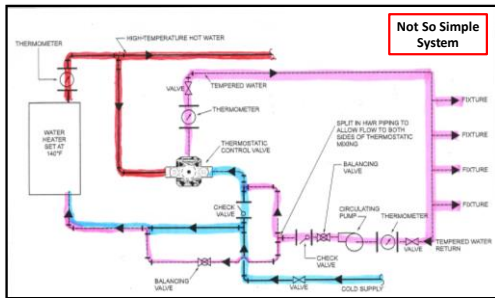 Not So Simple
System
HIGH-TEMPERATURE HOT WATER
THERMOMETER
VALVE
TEMPERED WATER
THERMOMETER
WATER
HEATER
SET AT
140°F
THERMOSTATIC
CONTROL VALVE
SPLIT IN HWR PIPING TO
ALLOW FLOW TO BOTH
SIDES OF THERMOSTATIC
MIXING
BALANCING
VALVE
CIRCULATING
PUMP
THERMOMETER
FIXTURE
FIXTURE
FIXTURE
FIXTURE
CHECK
VALVE
TEMPERED WATER
RETURN
VALVE
CHECK
VALVE
BALANCING
VALVE
VALVE
COLD SUPPLY